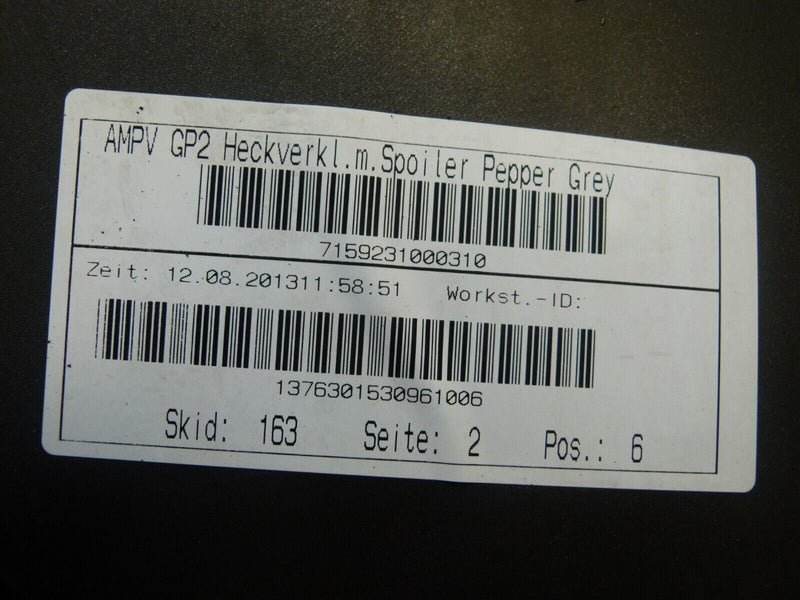 AMPV GP2 Heckverkl.m.Spoiler Pepper Grey
7159231000310
Zeit: 12.08.201311:58:51 Workst.-ID:
1376301530961006
Skid: 163 Seite: 2 Pos.: 6